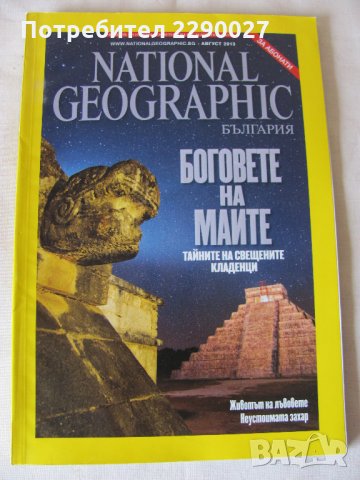 Потребител 2290027
WWW.NATIONALGEOGRAPHIC.BG • АВГУСТ 2013
ЗА АБОНАТИ
NATIONAL
GEOGRAPHIC
БЪЛГАРИЯ
БОГОВЕТЕ
НА
МАИТЕ
ТАЙНИТЕ НА СВЕЩЕНИТЕ
КЛАДЕНЦИ
Животът на лъвовете
Неустоимата захар
BAZAR